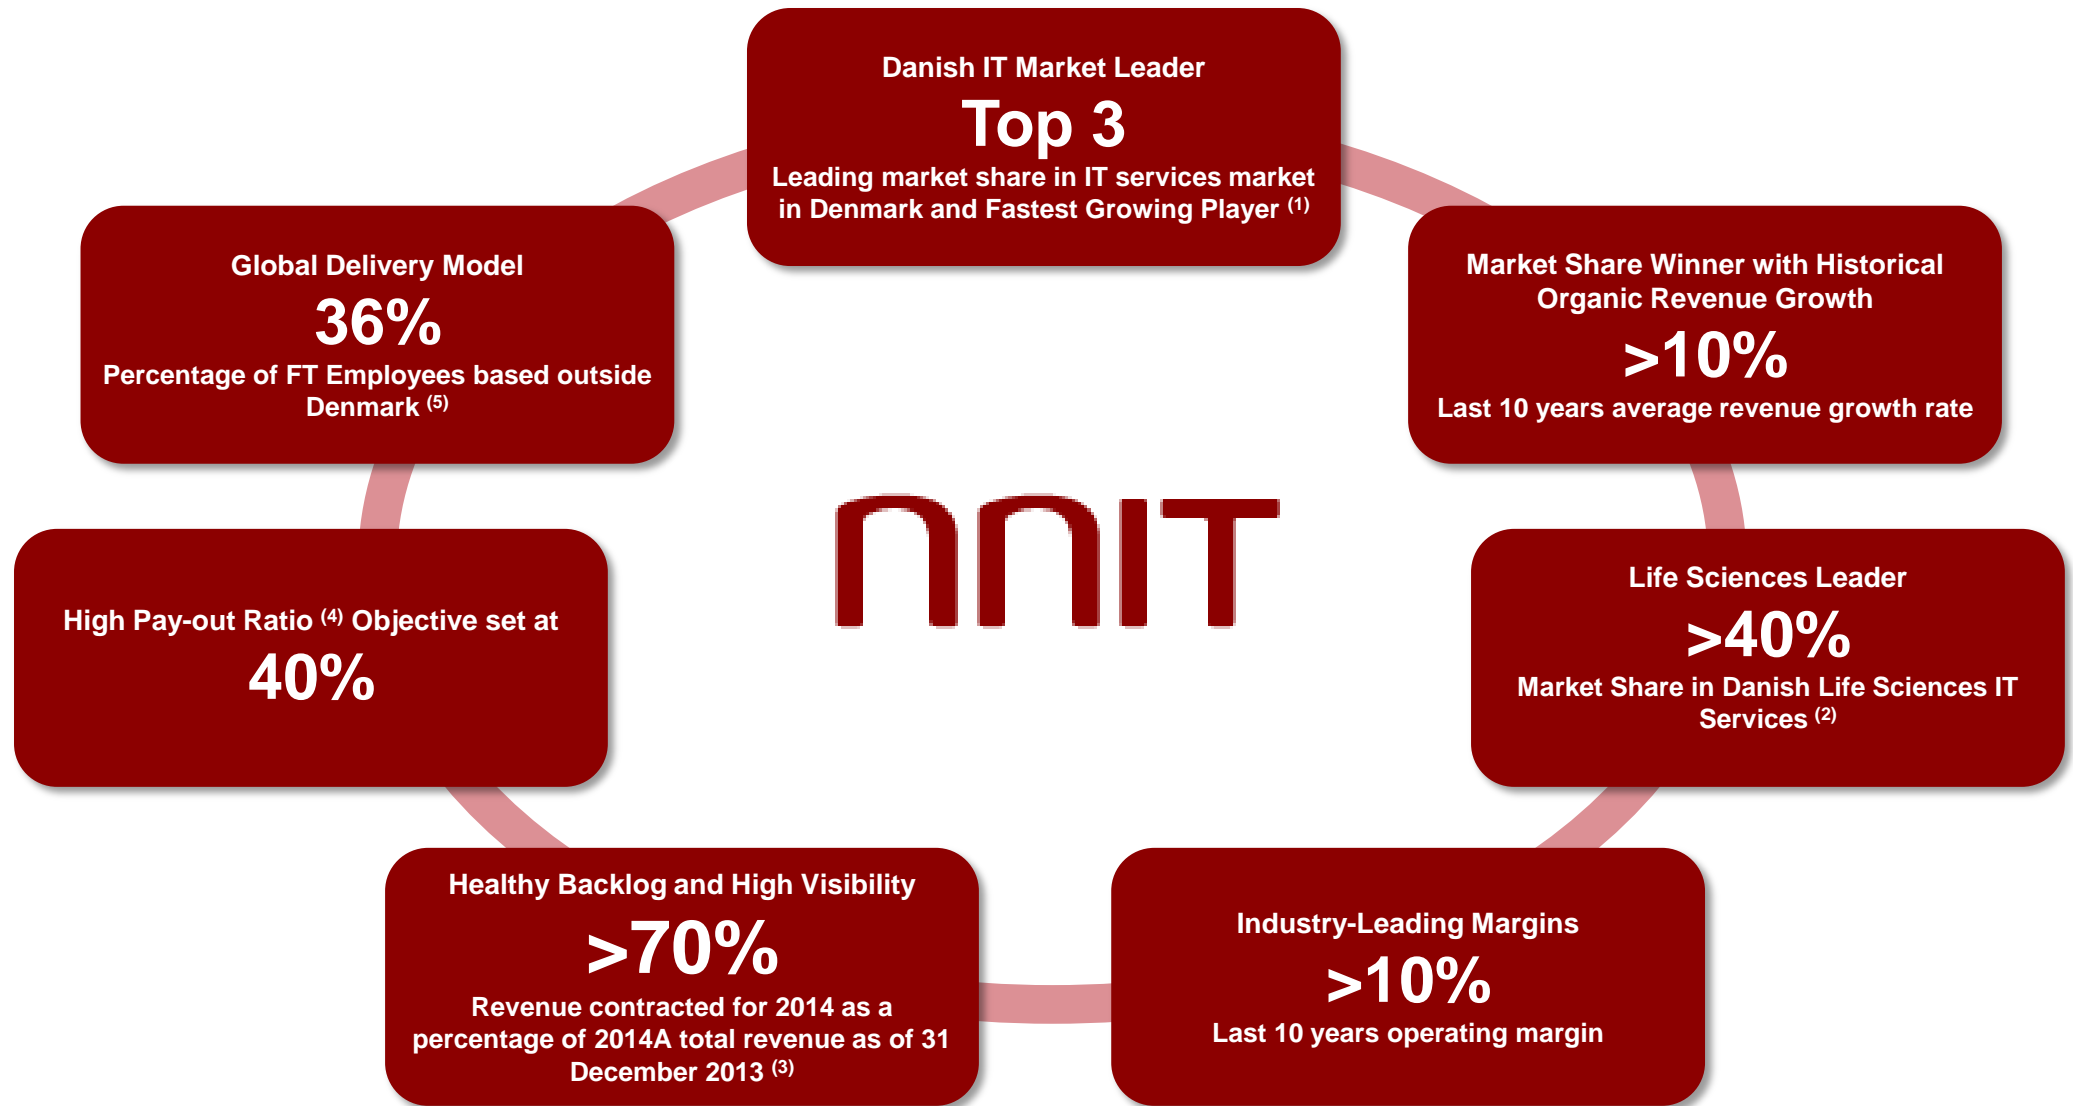 Danish IT Market Leader
Top 3
Leading market share in IT services market
in Denmark and Fastest Growing Player (1)
Market Share Winner with Historical
Organic Revenue Growth
>10%
Last 10 years average revenue growth rate
Life Sciences Leader
>40%
Market Share in Danish Life Sciences IT
Services (2)
Industry-Leading Margins
>10%
Last 10 years operating margin
Healthy Backlog and High Visibility
>70%
Revenue contracted for 2014 as a
percentage of 2014A total revenue as of 31
December 2013 (3)
High Pay-out Ratio (4) Objective set at
40%
Global Delivery Model
36%
Percentage of FT Employees based outside
Denmark (5)
nnIT